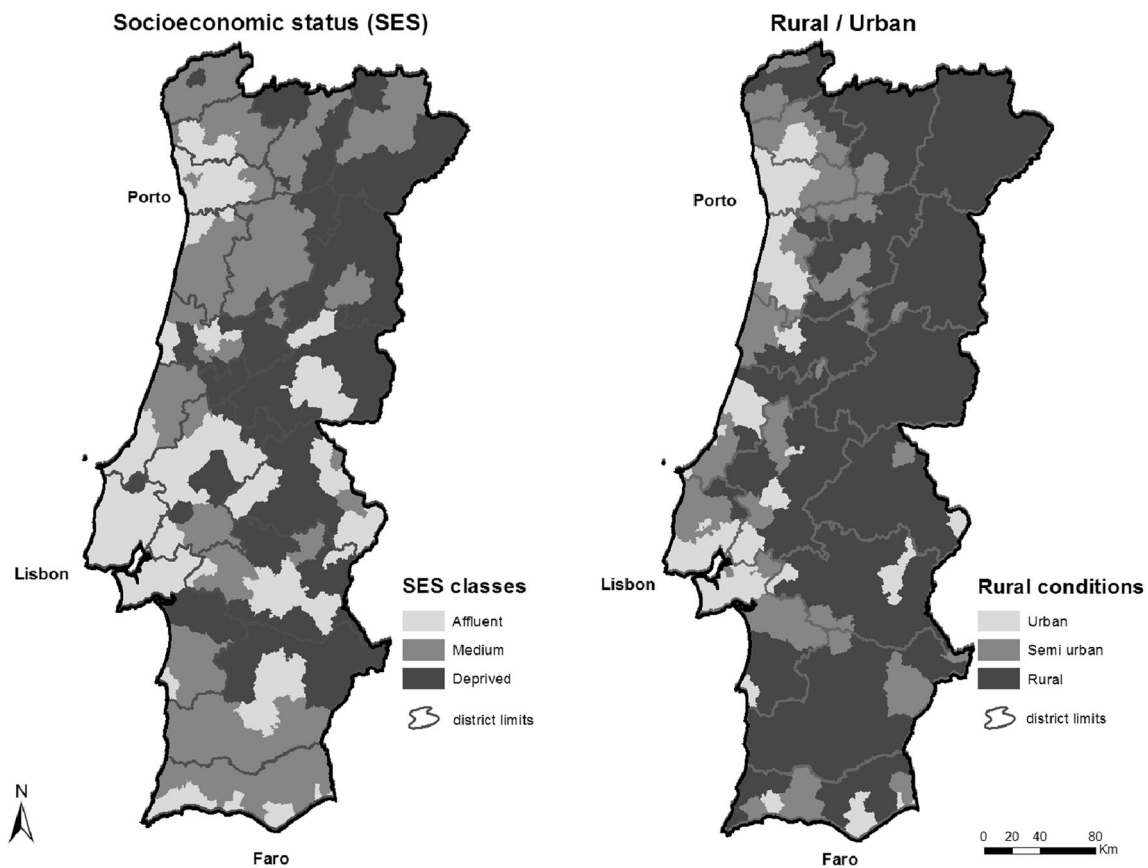 Socioeconomic status (SES)
Porto
Lisbon
SES classes
Affluent
Medium
Deprived
district limits
N
Faro
Rural / Urban
Porto
Lisbon
Rural conditions
Urban
Semi urban
Rural
district limits
Faro
0 20 40 80
Km